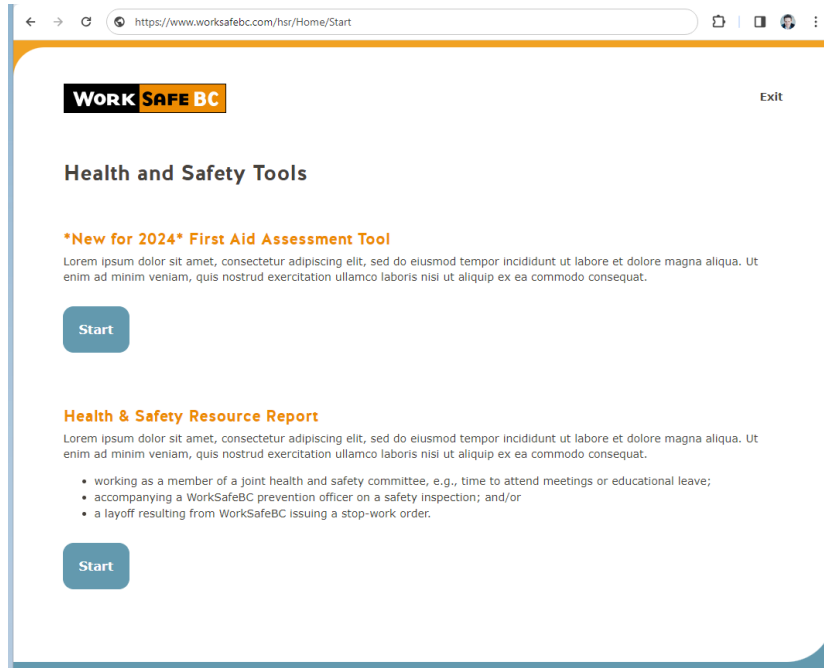 https://www.worksafebc.com/hsr/Home/Start
WORK SAFE BC
Exit
Health and Safety Tools
*New for 2024* First Aid Assessment Tool
Lorem ipsum dolor sit amet, consectetur adipiscing elit, sed do eiusmod tempor incididunt ut labore et dolore magna aliqua. Ut
enim ad minim veniam, quis nostrud exercitation ullamco laboris nisi ut aliquip ex ea commodo consequat.
Start
Health & Safety Resource Report
Lorem ipsum dolor sit amet, consectetur adipiscing elit, sed do eiusmod tempor incididunt ut labore et dolore magna aliqua. Ut
enim ad minim veniam, quis nostrud exercitation ullamco laboris nisi ut aliquip ex ea commodo consequat.
• working as a member of a joint health and safety committee, e.g., time to attend meetings or educational leave;
• accompanying a WorkSafeBC prevention officer on a safety inspection; and/or
• a layoff resulting from WorkSafeBC issuing a stop-work order.
Start